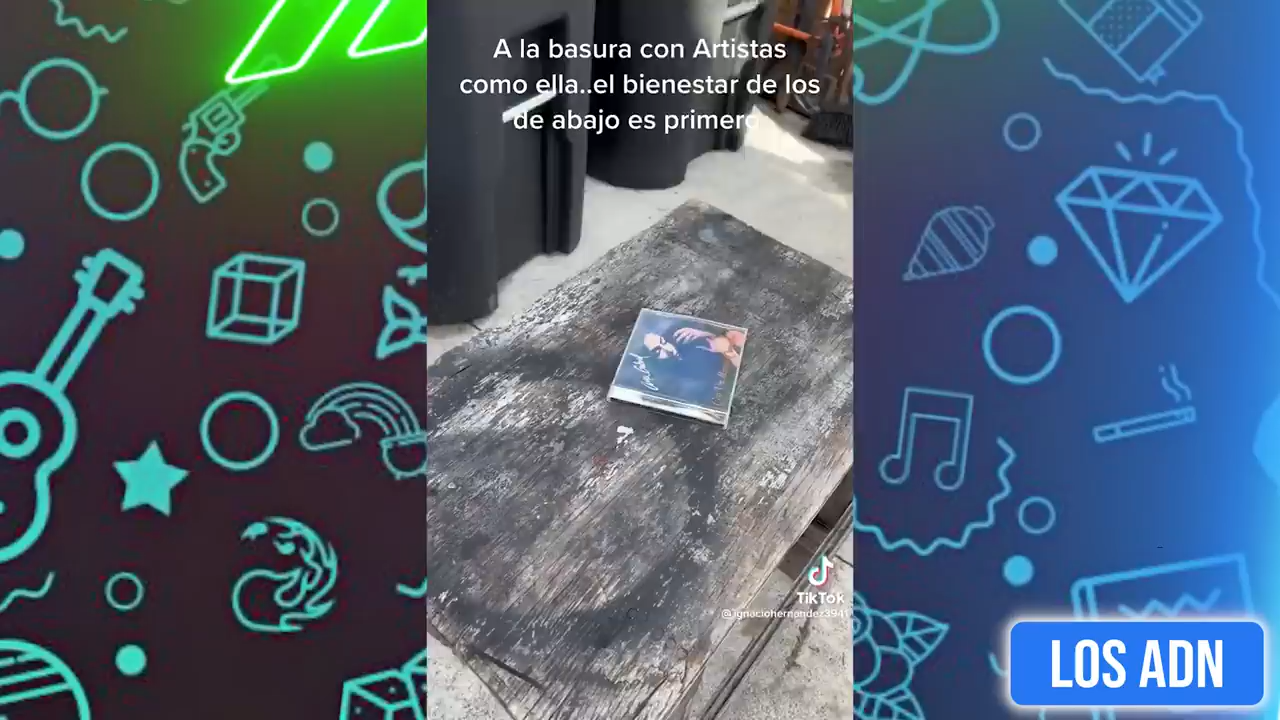 A la basura con Artistas
como ella..el bienestar de los
de abajo es primero
TikTok
@ignaciohernandez3941
LOS ADN